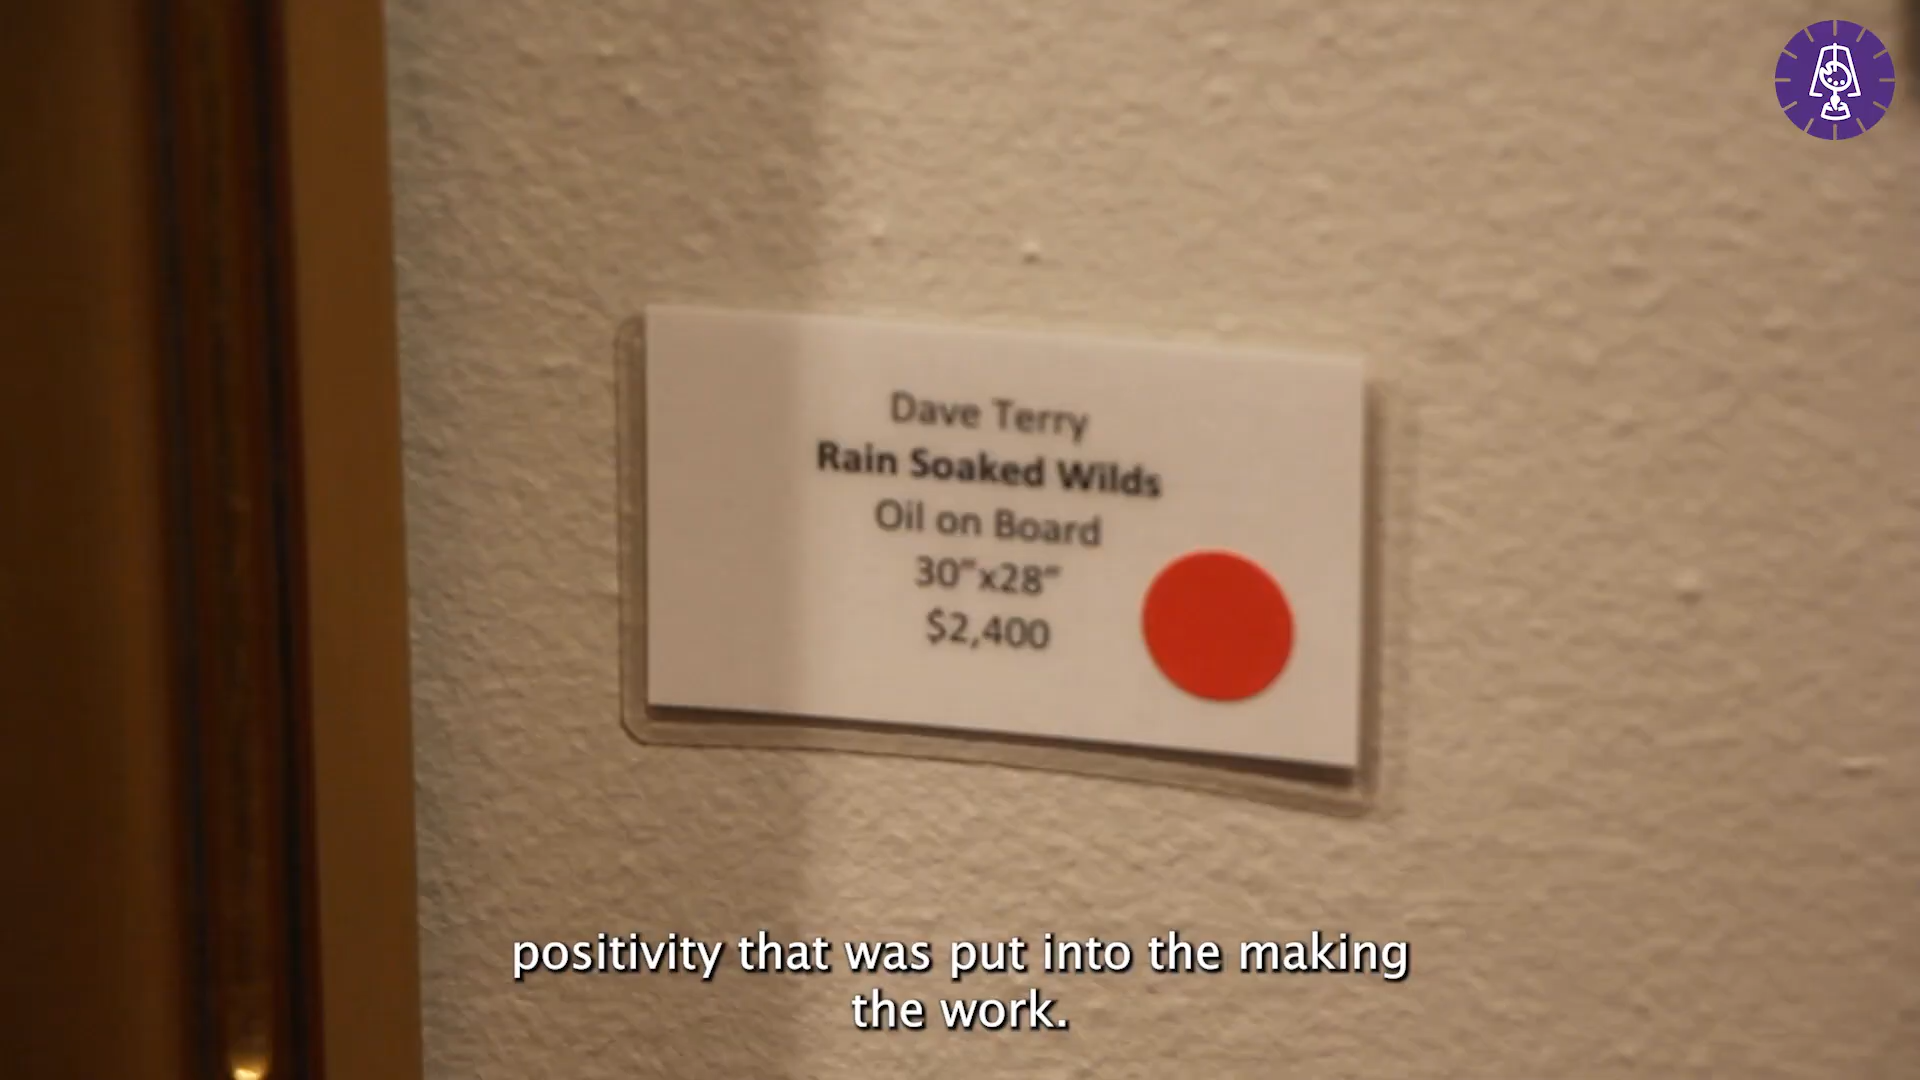 Dave Terry
Rain Soaked Wilds
Oil on Board
30”x28”
$2,400
positivity that was put into the making
the work.